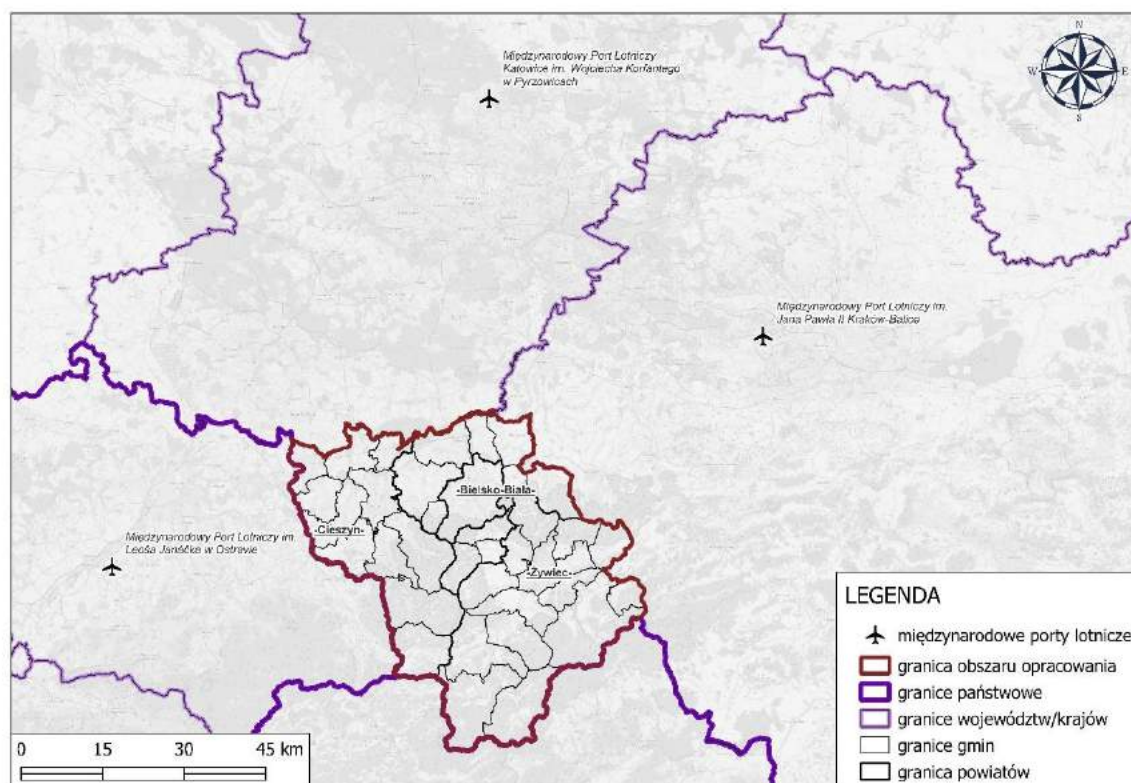 Międzynarodowy Port Lotniczy
Katowice im. Wojciecha Korfantego
w Pyrzowicach
N
W
E
S
Międzynarodowy Port Lotniczy im.
Jana Pawła II Kraków-Balice
-Bielsko-Biała-
-Cieszyn-
Międzynarodowy Port Lotniczy im.
Leoša Janáčka w Ostravie
-Żywiec-
LEGENDA
międzynarodowe porty lotnicze
granica obszaru opracowania
granice państwowe
granice województw/krajów
granice gmin
granica powiatów
0 15 30 45 km